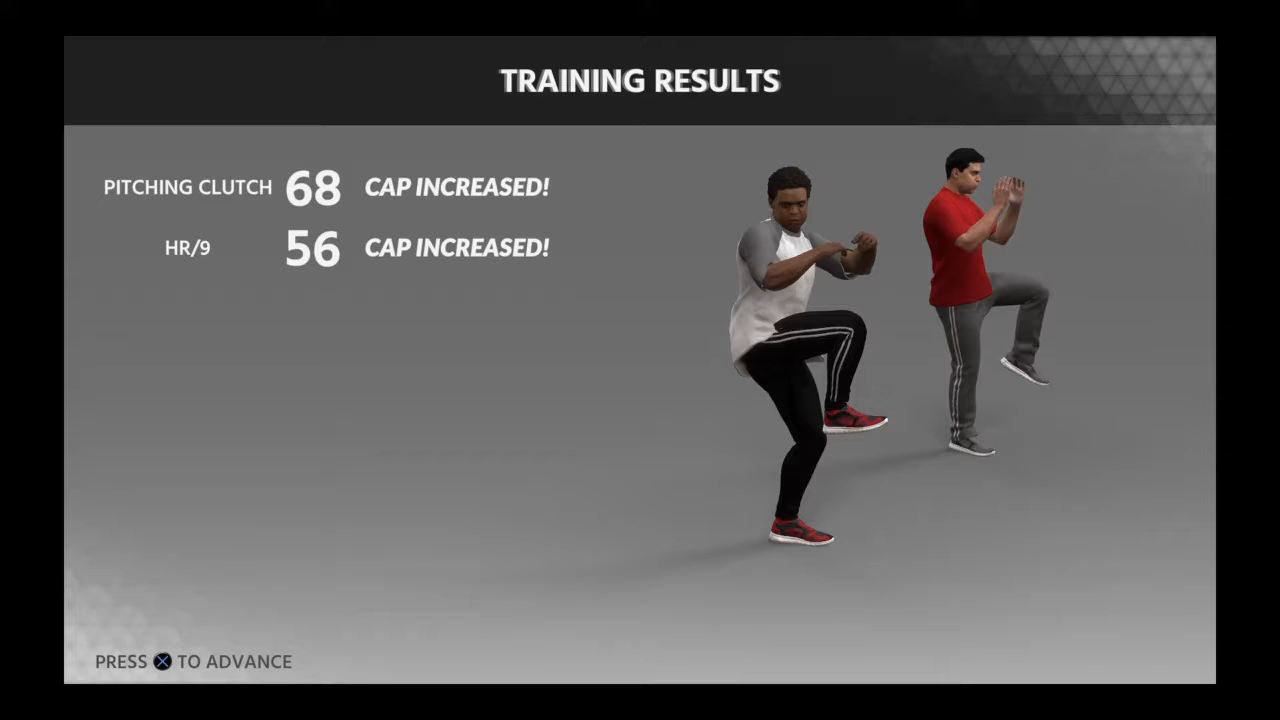 TRAINING RESULTS
PITCHING CLUTCH 68 CAP INCREASED!
HR/9 56 CAP INCREASED!
PRESS TO ADVANCE